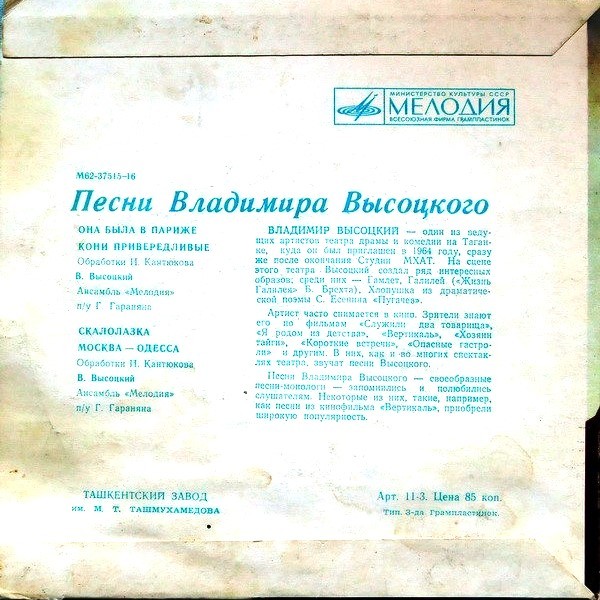 МИНИСТЕРСТВО КУЛЬТУРЫ СССР
МЕЛОДИЯ
ВСЕСОЮЗНАЯ ФИРМА ГРАМПЛАСТИНОК
М62-37515-16
Песни Владимира Высоцкого
ОНА БЫЛА В ПАРИЖЕ
КОНИ ПРИВЕРЕДЛИВЫЕ
Обработки И. Кантюкова
В. Высоцкий
Ансамбль «Мелодия»
п/у Г. Гараняна
СКАЛОЛАЗКА
МОСКВА — ОДЕССА
Обработки И. Кантюкова
В. Высоцкий
Ансамбль «Мелодия»
п/у Г. Гараняна
ВЛАДИМИР ВЫСОЦКИЙ — один из веду-
щих артистов театра драмы и комедии на Таган-
ке, куда он был приглашен в 1964 году, сразу
же после окончания Студии МХАТ. На сцене
этого театра Высоцкий создал ряд интересных
образов; среди них — Гамлет, Галилей («Жизнь
Галилея» Б. Брехта), Хлопуша из драматиче-
ской поэмы С. Есенина «Пугачев».
Артист часто снимается в кино. Зрители знают
его по фильмам «Служили два товарища»,
«Я родом из детства», «Вертикаль», «Хозяин
тайги», «Короткие встречи», «Опасные гастро-
ли» и другим. В них, как и во многих спектак-
лях театра, звучат песни Высоцкого.
Песни Владимира Высоцкого — своеобразные
песни-монологи — запомнились и полюбились
слушателям. Некоторые из них, такие, например,
как песни из кинофильма «Вертикаль», приобрели
широкую популярность.
ТАШКЕНТСКИЙ ЗАВОД
им. М. Т. ТАШМУХАМЕДОВА
Арт. 11-3. Цена 85 коп.
Тип. З-да Грампластинок.